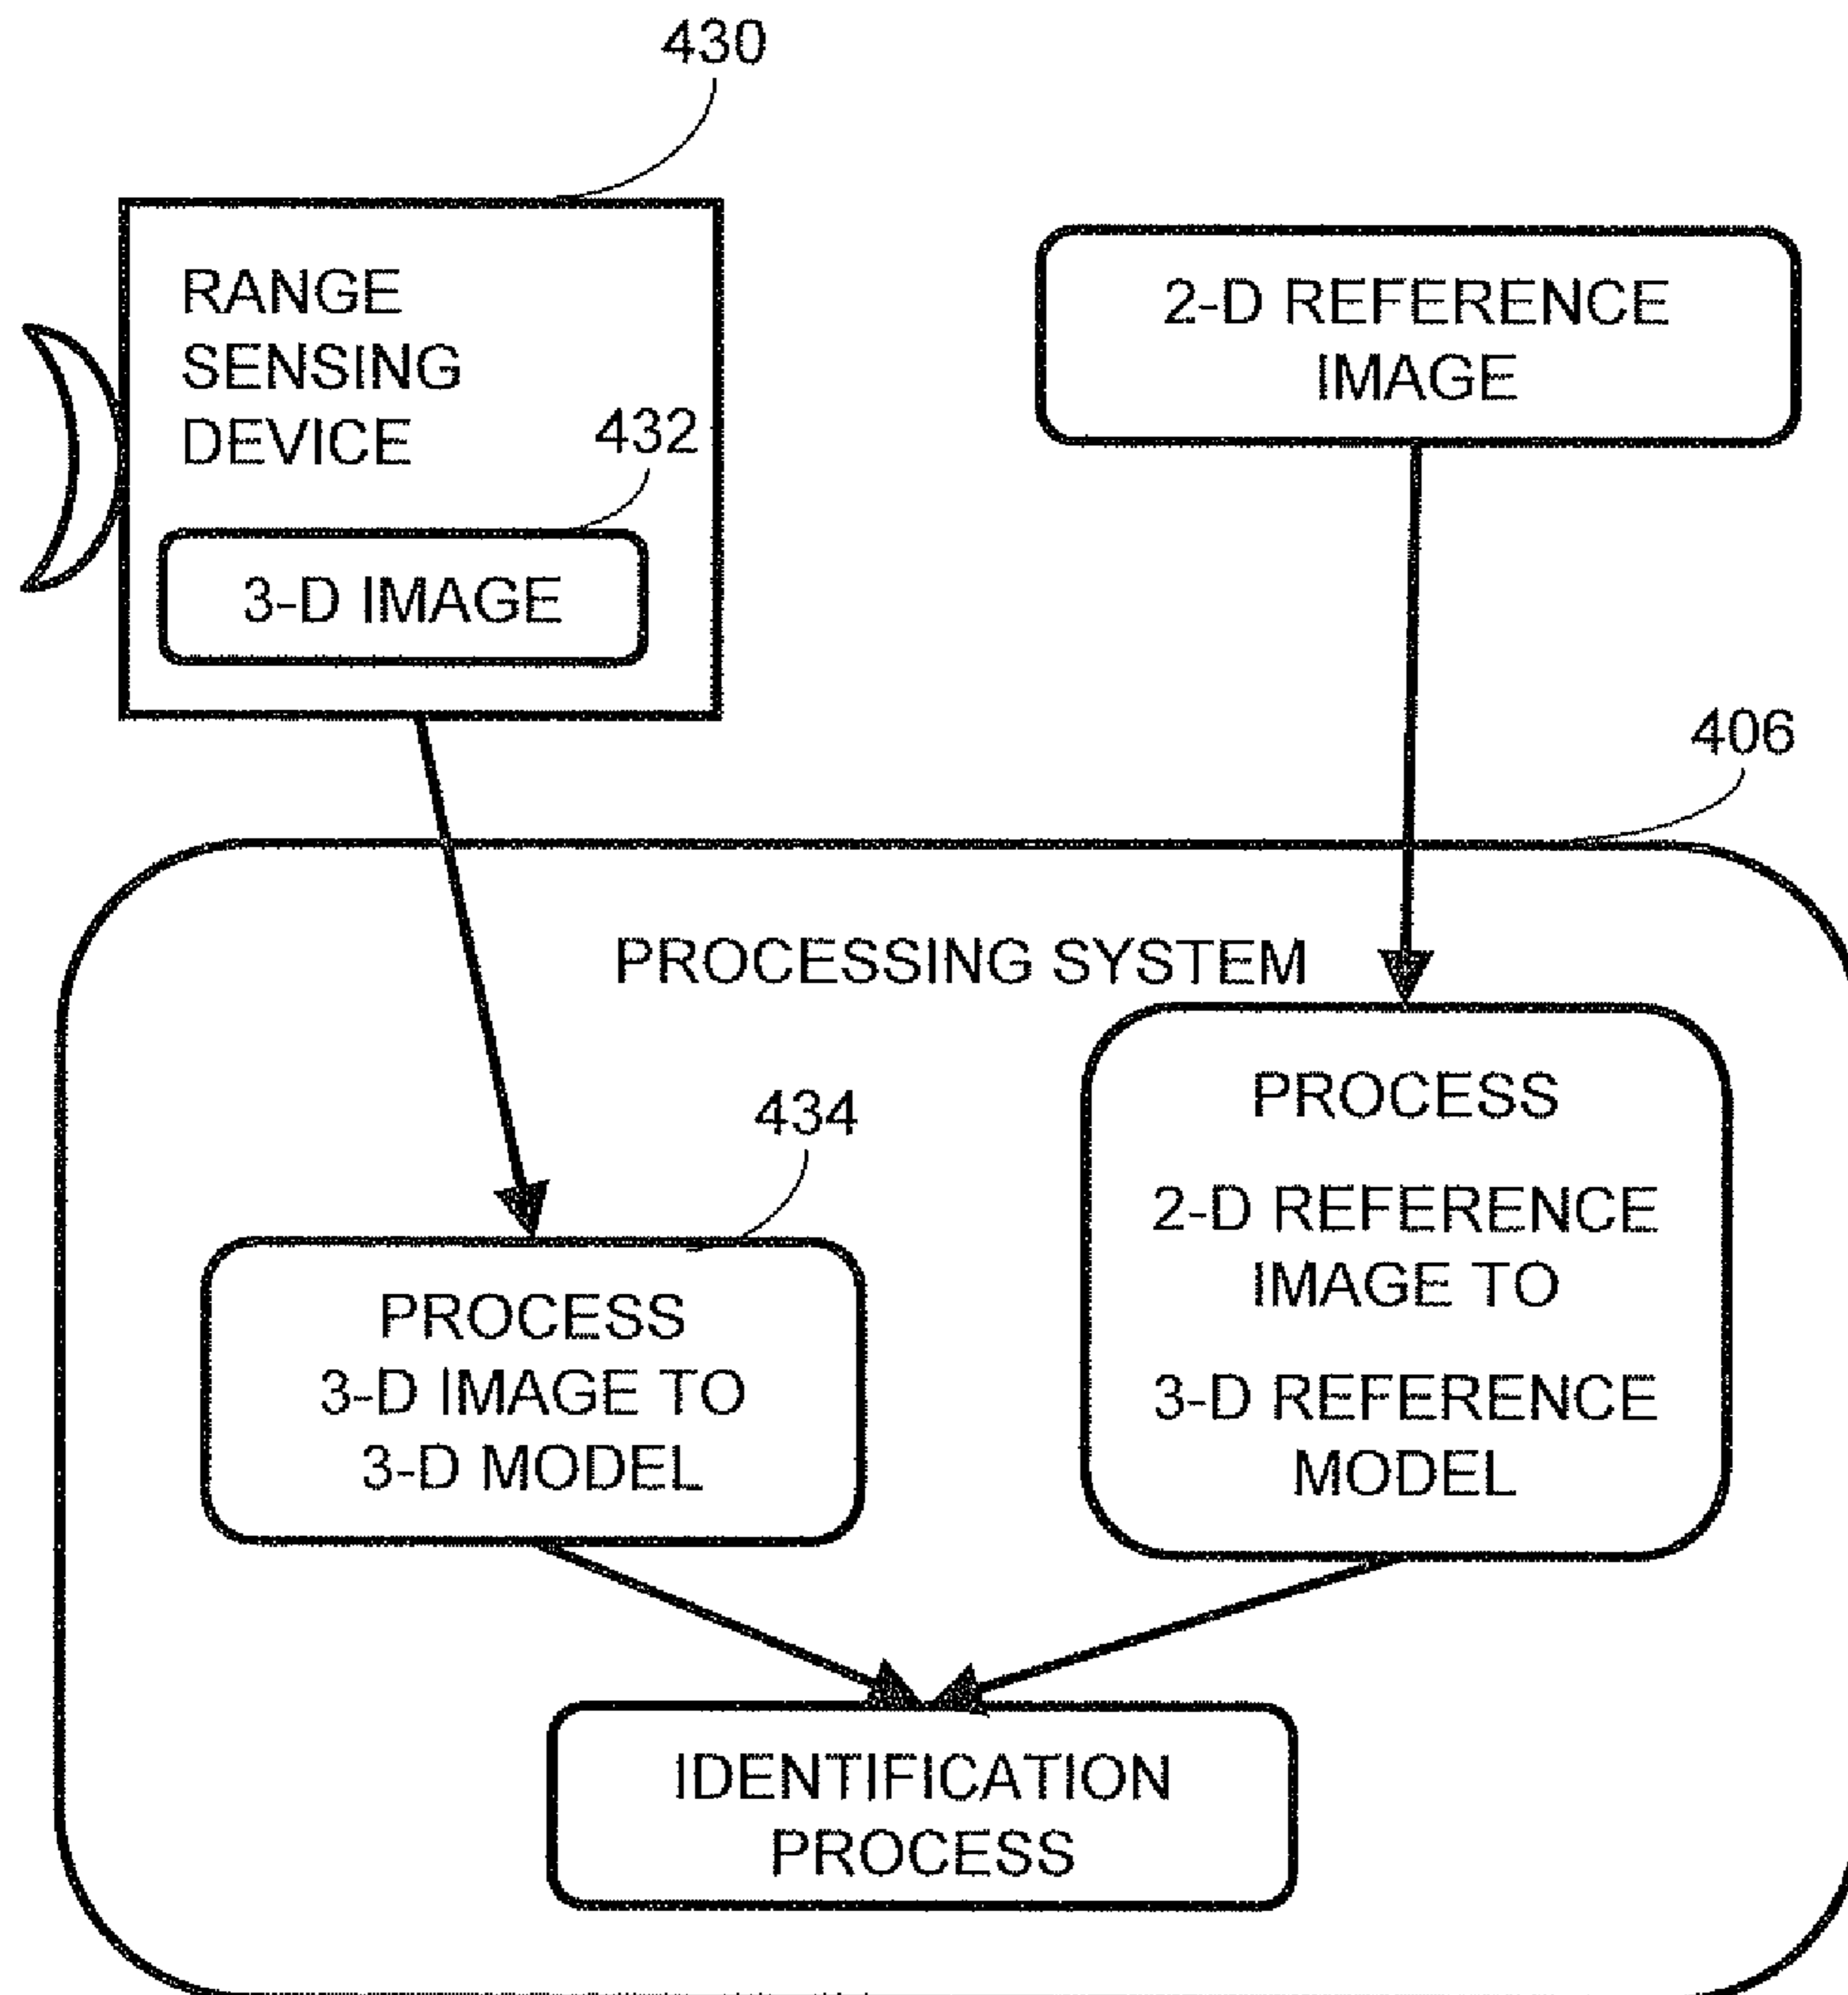 430
RANGE
SENSING
DEVICE
432
3-D IMAGE
2-D REFERENCE
IMAGE
406
PROCESSING SYSTEM
434
PROCESS
3-D IMAGE TO
3-D MODEL
PROCESS
2-D REFERENCE
IMAGE TO
3-D REFERENCE
MODEL
IDENTIFICATION
PROCESS